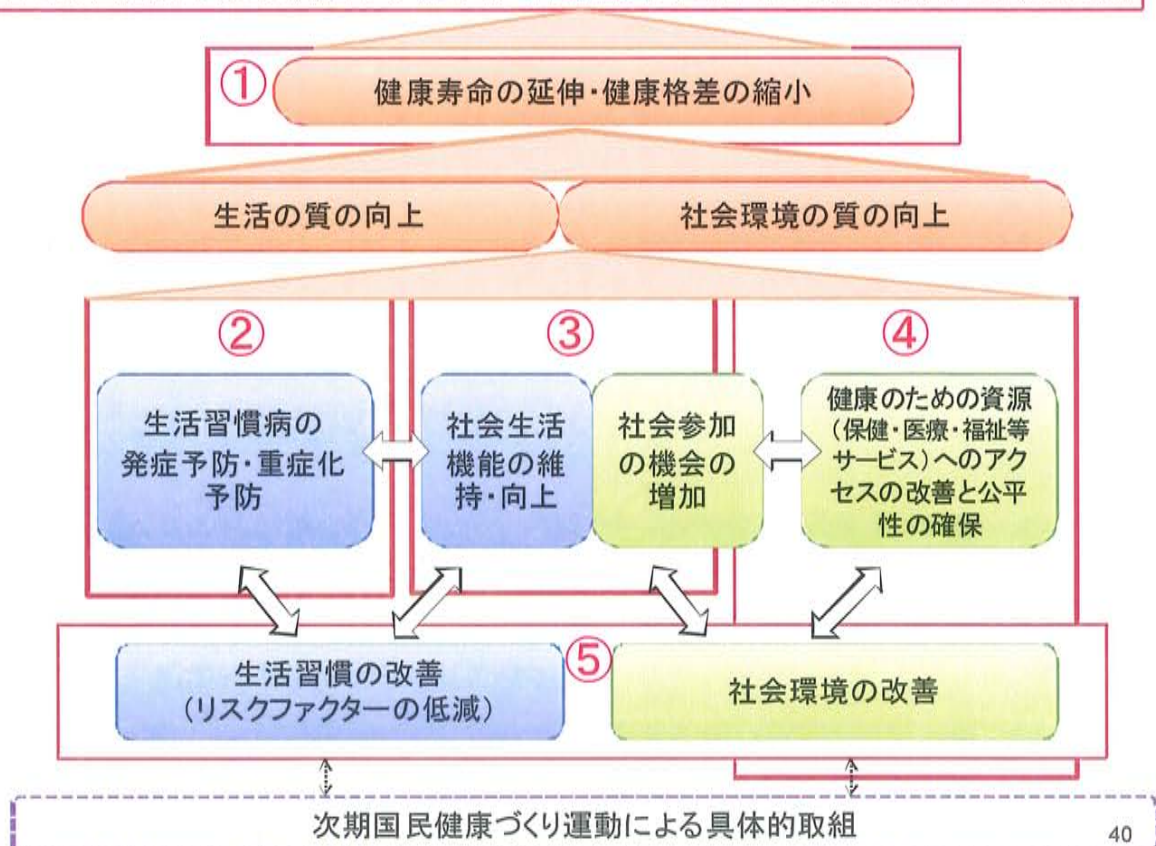 ①
健康寿命の延伸・健康格差の縮小
生活の質の向上
社会環境の質の向上
②
③
④
生活習慣病の
発症予防・重症化
予防
社会生活
機能の維
持・向上
社会参加
の機会の
増加
健康のための資源
（保健・医療・福祉等
サービス）へのアク
セスの改善と公平
性の確保
⑤
生活習慣の改善
（リスクファクターの低減）
社会環境の改善
次期国民健康づくり運動による具体的取組
40